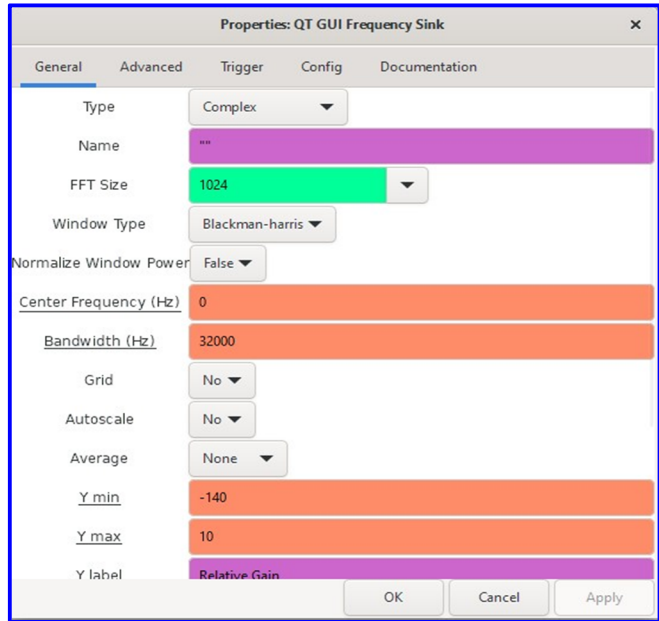 Properties: QT GUI Frequency Sink ×
General Advanced Trigger Config Documentation
Type Complex
Name ""
FFT Size 1024
Window Type Blackman-harris
Normalize Window Power False
Center Frequency (Hz) 0
Bandwidth (Hz) 32000
Grid No
Autoscale No
Average None
Y min -140
Y max 10
Y label Relative Gain
OK Cancel Apply